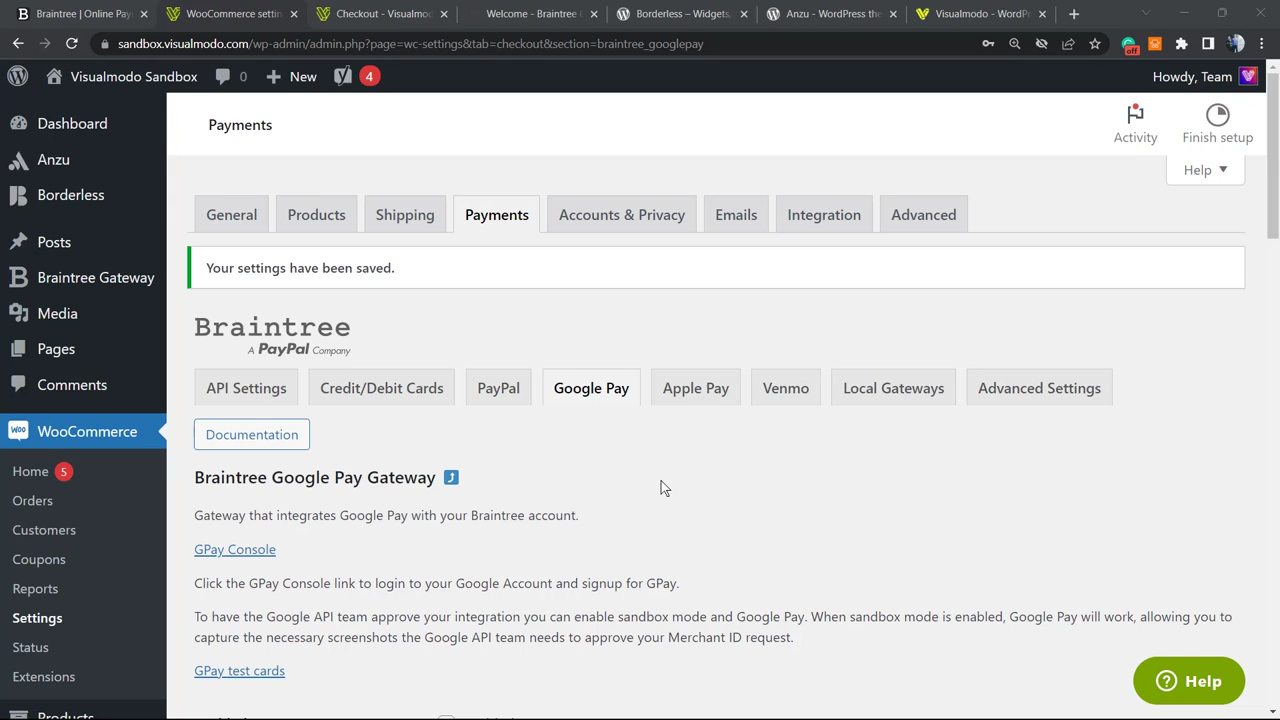 Braintree | Online Pay
WooCommerce settin
Checkout - Visualmod
Welcome - Braintree G
Borderless – Widgets,
Anzu - WordPress the
Visualmodo - WordPr
sandbox.visualmodo.com/wp-admin/admin.php?page=wc-settings&tab=checkout&section=braintree_googlepay
off
Visualmodo Sandbox
0
New
4
Howdy, Team
Dashboard
Anzu
Borderless
Posts
Braintree Gateway
Media
Pages
Comments
WooCommerce
Home 5
Orders
Customers
Coupons
Reports
Settings
Status
Extensions
Products
Payments
Activity
Finish setup
Help
General
Products
Shipping
Payments
Accounts & Privacy
Emails
Integration
Advanced
Your settings have been saved.
Braintree
A PayPal Company
API Settings
Credit/Debit Cards
PayPal
Google Pay
Apple Pay
Venmo
Local Gateways
Advanced Settings
Documentation
Braintree Google Pay Gateway
Gateway that integrates Google Pay with your Braintree account.
GPay Console
Click the GPay Console link to login to your Google Account and signup for GPay.
To have the Google API team approve your integration you can enable sandbox mode and Google Pay. When sandbox mode is enabled, Google Pay will work, allowing you to
capture the necessary screenshots the Google API team needs to approve your Merchant ID request.
GPay test cards
Help